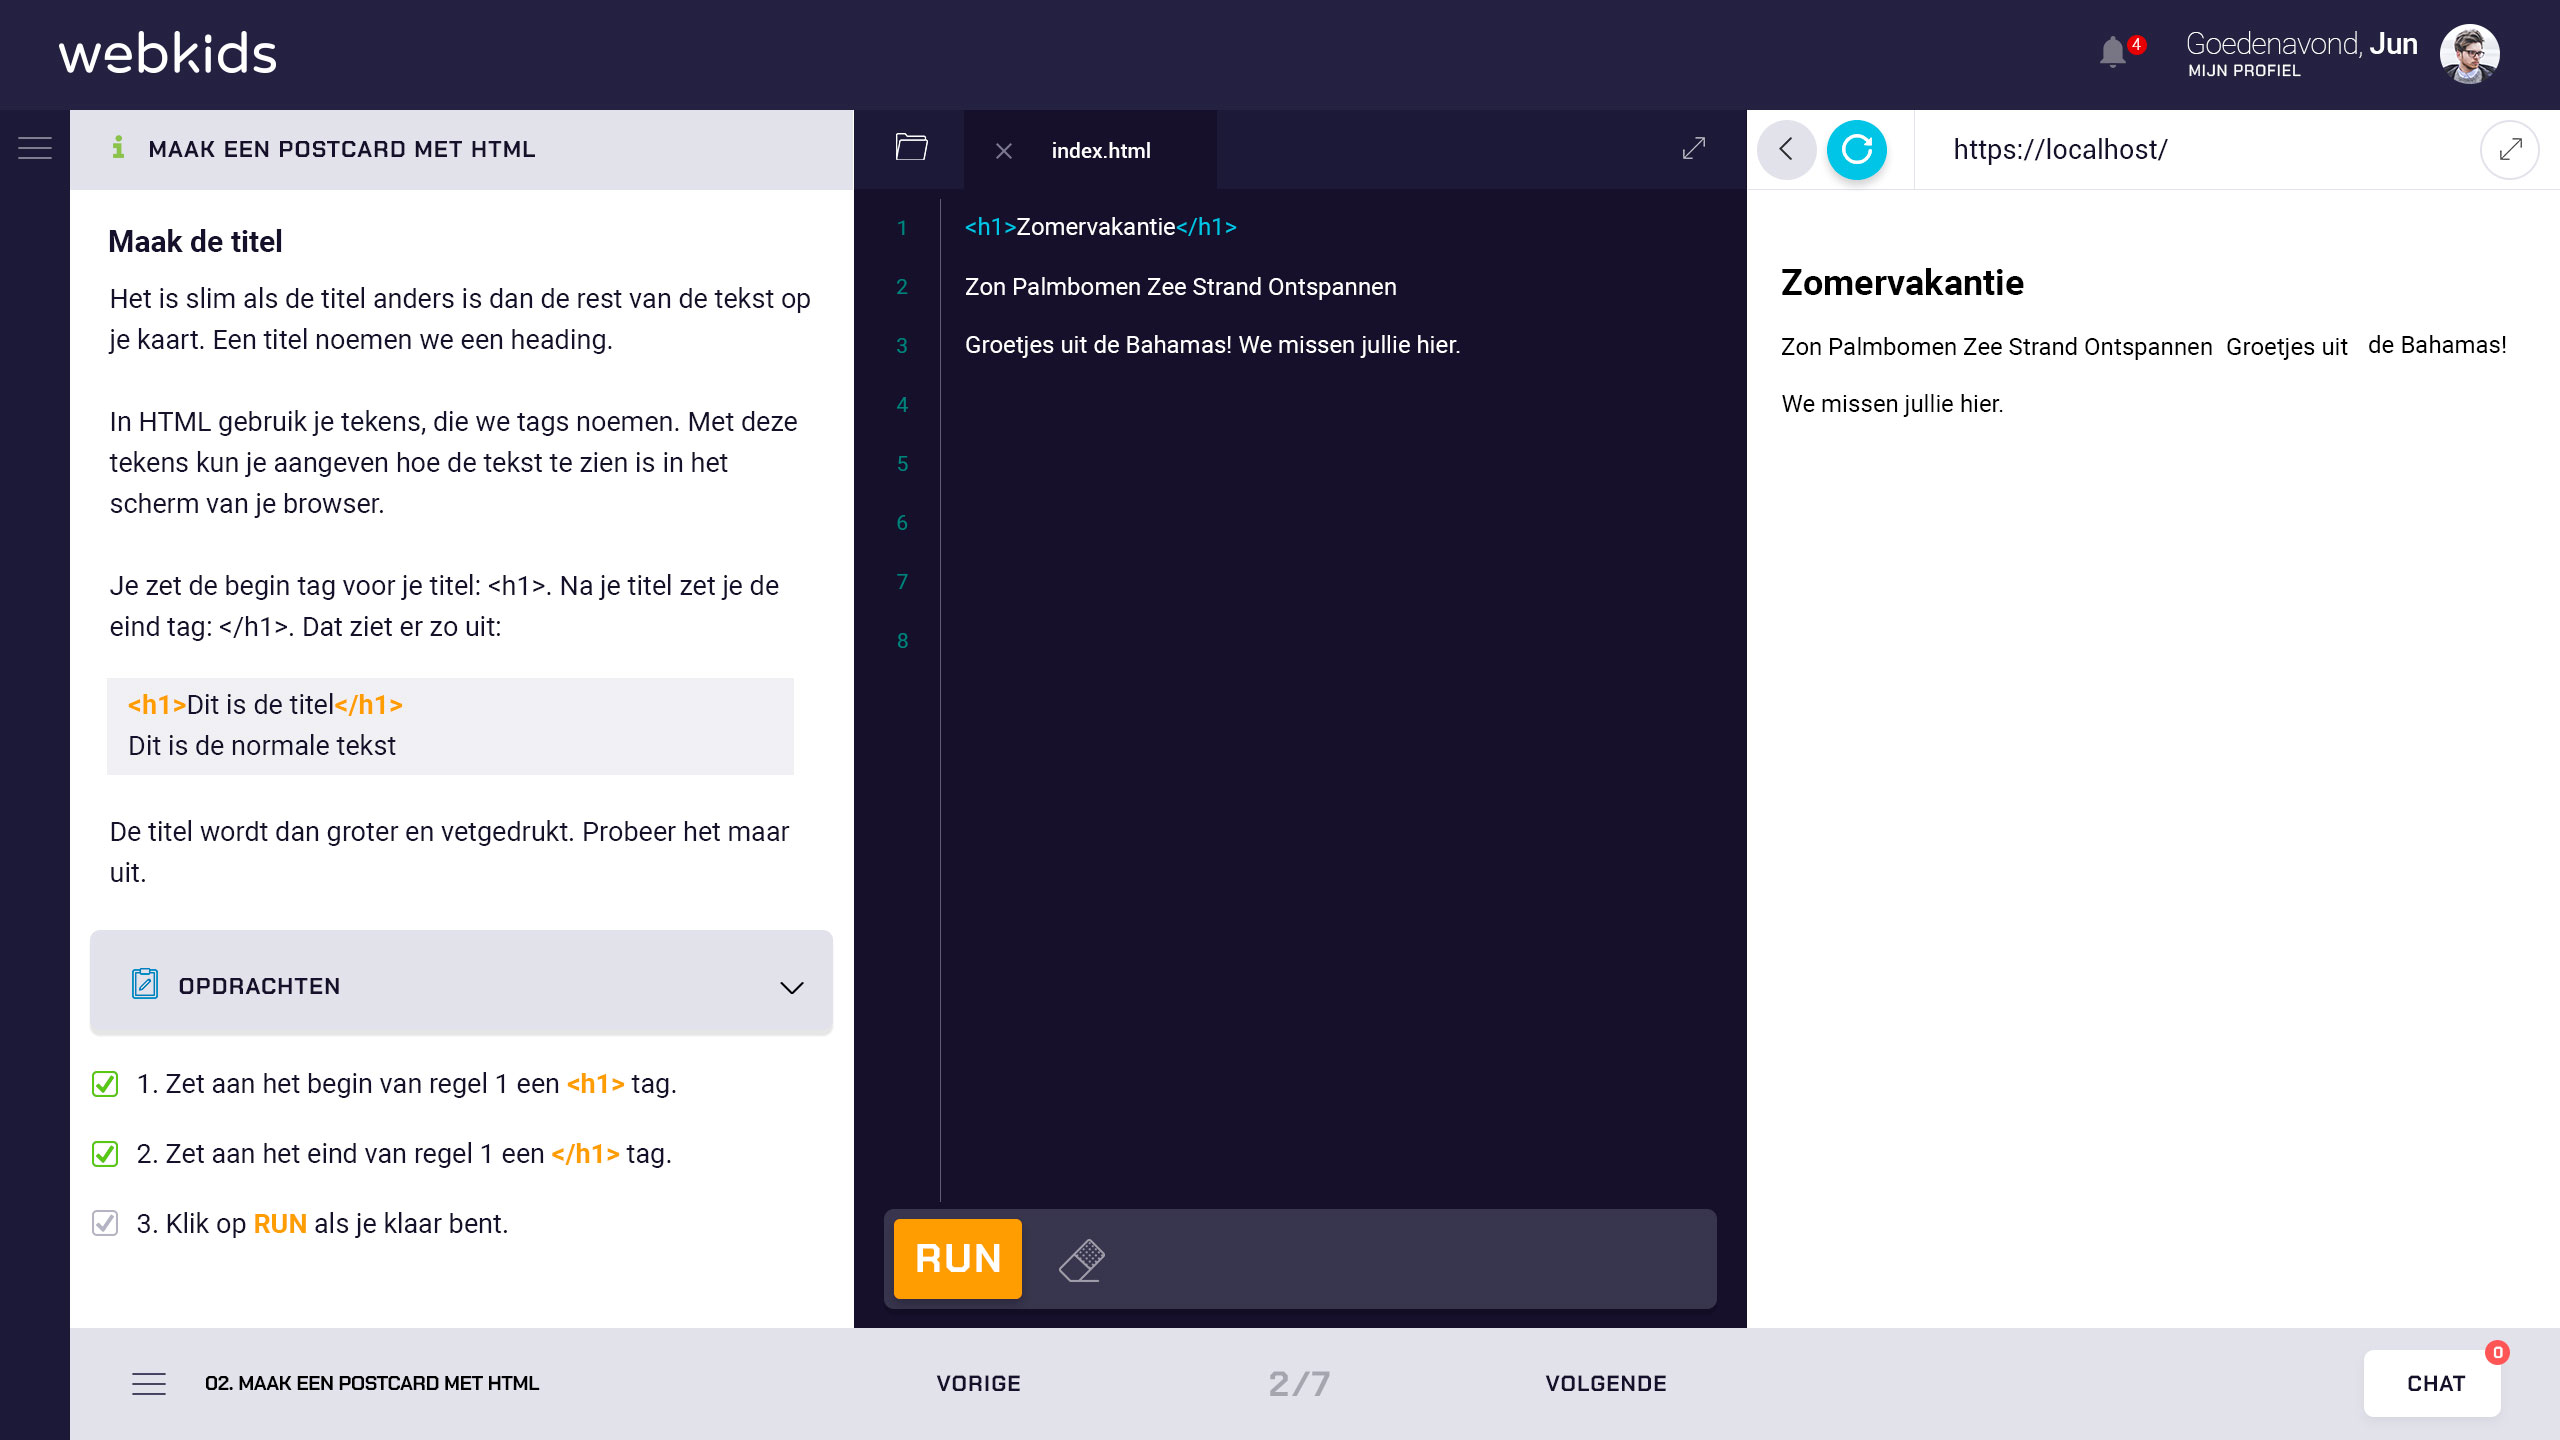 webkids
4
Goedenavond, Jun
MIJN PROFIEL
MAAK EEN POSTCARD MET HTML
Maak de titel
Het is slim als de titel anders is dan de rest van de tekst op
je kaart. Een titel noemen we een heading.
In HTML gebruik je tekens, die we tags noemen. Met deze
tekens kun je aangeven hoe de tekst te zien is in het
scherm van je browser.
Je zet de begin tag voor je titel: <h1>. Na je titel zet je de
eind tag: </h1>. Dat ziet er zo uit:
<h1>Dit is de titel</h1>
Dit is de normale tekst
De titel wordt dan groter en vetgedrukt. Probeer het maar
uit.
OPDRACHTEN
1. Zet aan het begin van regel 1 een <h1> tag.
2. Zet aan het eind van regel 1 een </h1> tag.
3. Klik op RUN als je klaar bent.
index.html
1 <h1>Zomervakantie</h1>
2 Zon Palmbomen Zee Strand Ontspannen
3 Groetjes uit de Bahamas! We missen jullie hier.
4
5
6
7
8
RUN
https://localhost/
Zomervakantie
Zon Palmbomen Zee Strand Ontspannen Groetjes uit de Bahamas!
We missen jullie hier.
02. MAAK EEN POSTCARD MET HTML
VORIGE
2/7
VOLGENDE
CHAT
0